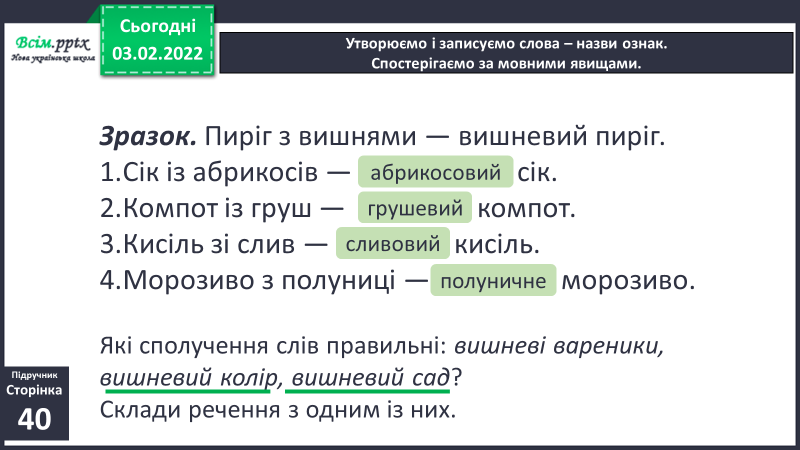 Всім.pptx
Нова українська школа
Сьогодні
03.02.2022
Утворюємо і записуємо слова – назви ознак.
Спостерігаємо за мовними явищами.
Зразок. Пиріг з вишнями — вишневий пиріг.
1.Сік із абрикосів — абрикосовий сік.
2.Компот із груш — грушевий компот.
3.Кисіль зі слив — сливовий кисіль.
4.Морозиво з полуниці — полуничне морозиво.
Які сполучення слів правильні: вишневі вареники,
вишневий колір, вишневий сад?
Склади речення з одним із них.
Підручник
Сторінка
40